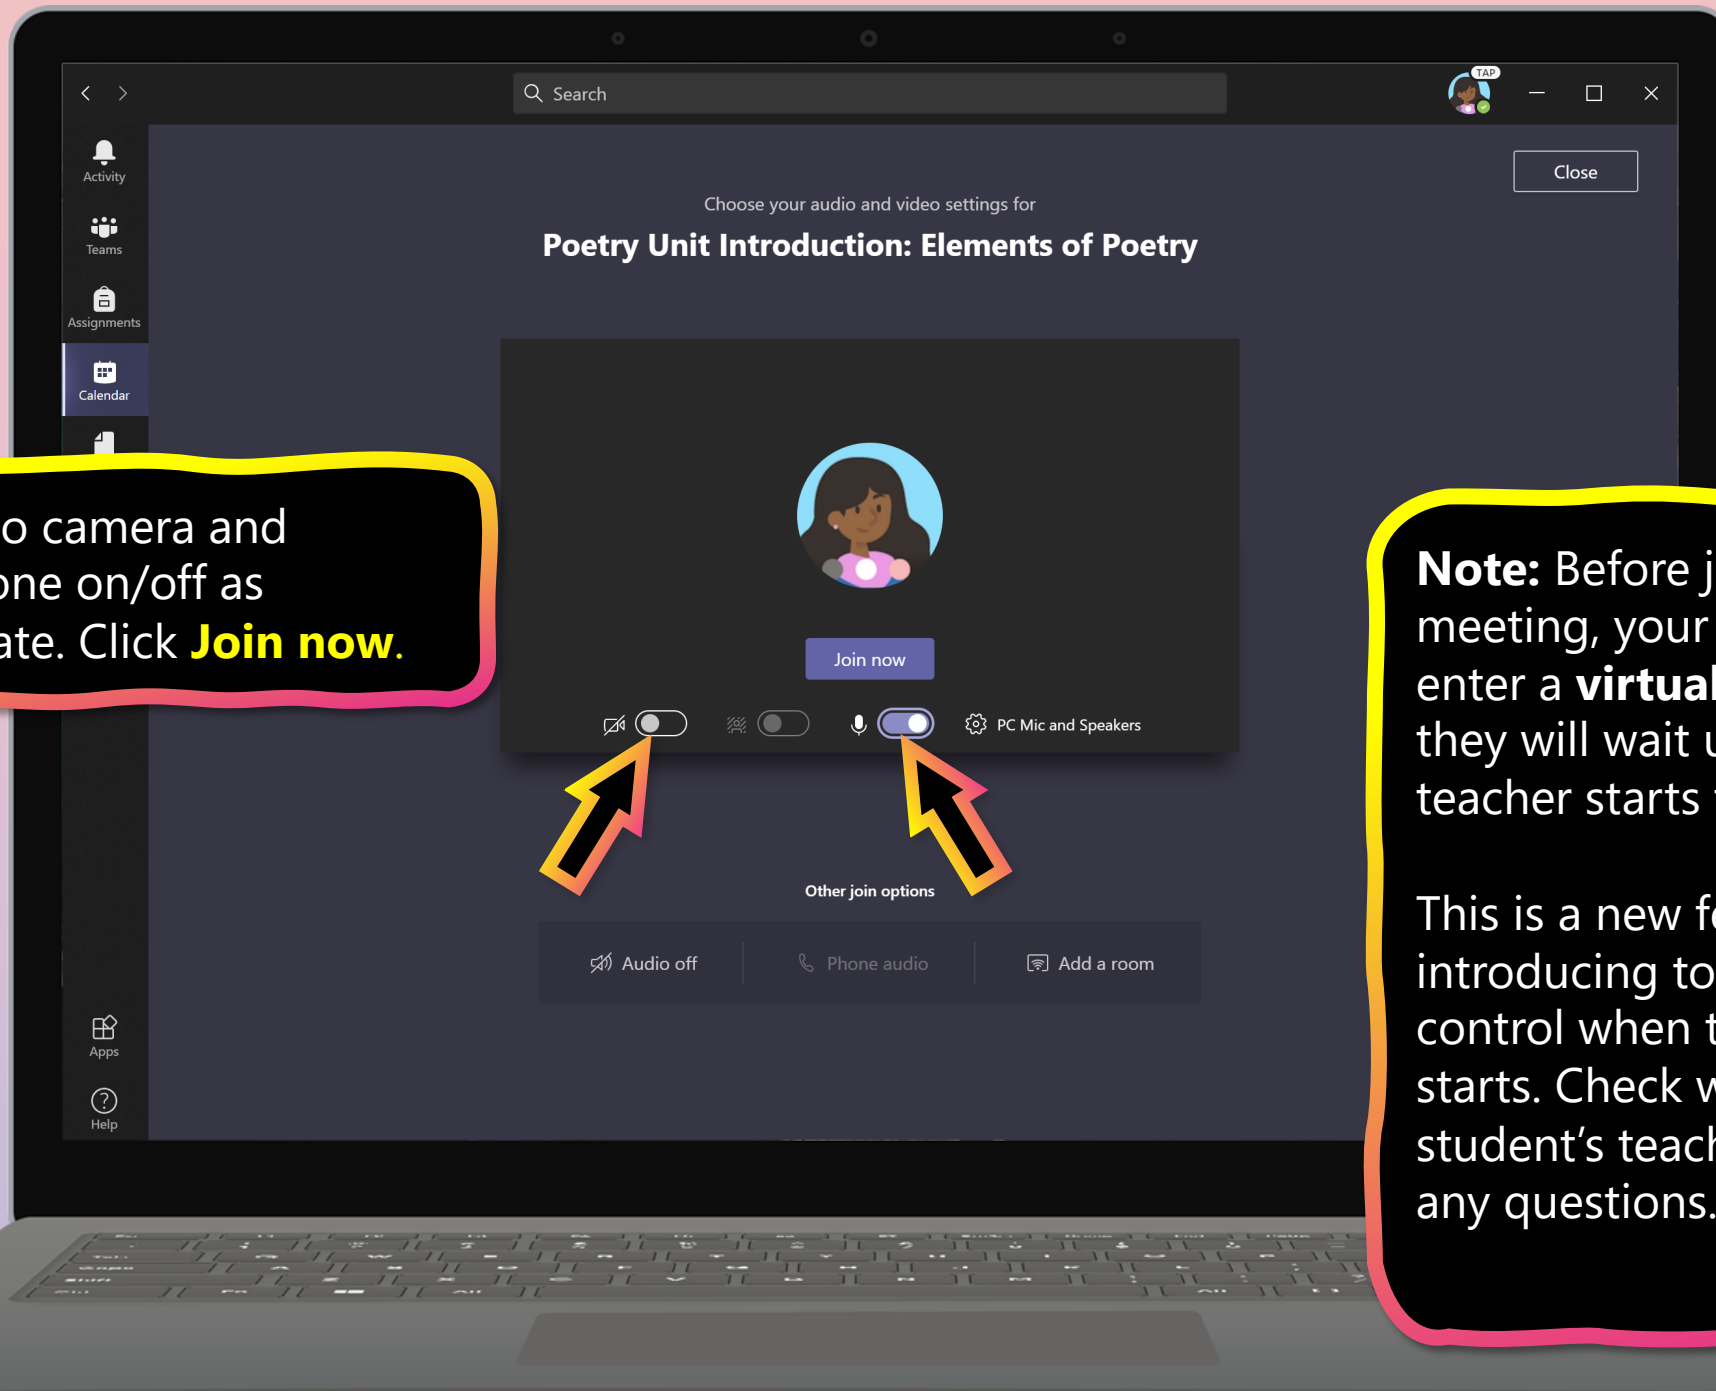 Search
TAP
Activity
Teams
Assignments
Calendar
Apps
Help
Close
Choose your audio and video settings for
Poetry Unit Introduction: Elements of Poetry
Join now
PC Mic and Speakers
Other join options
Audio off
Phone audio
Add a room
o camera and
one on/off as
ate. Click Join now.
Note: Before j
meeting, your
enter a virtual
they will wait u
teacher starts t
This is a new fe
introducing to
control when t
starts. Check w
student’s teach
any questions.